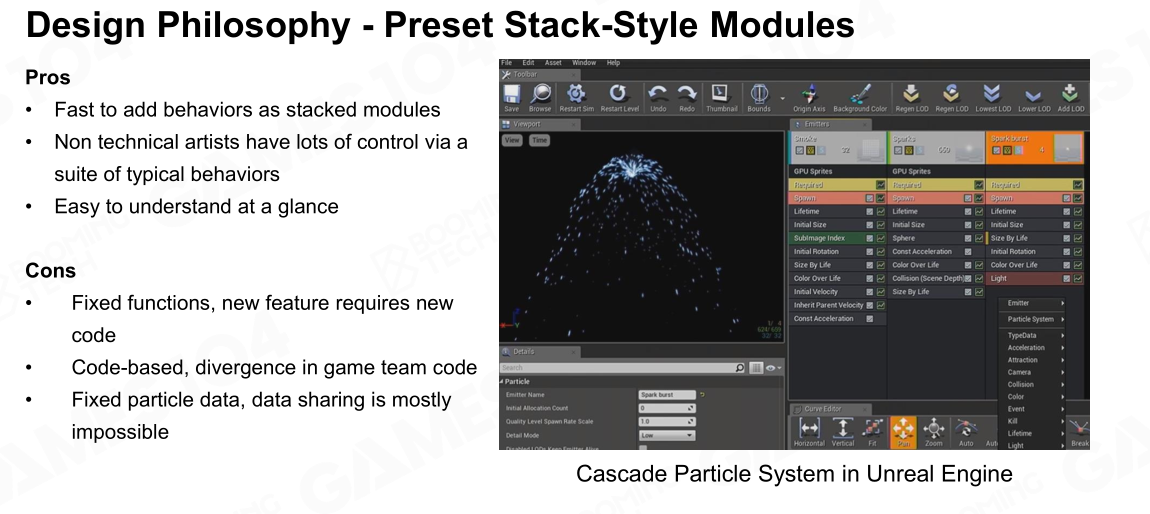 Design Philosophy - Preset Stack-Style Modules
Pros
• Fast to add behaviors as stacked modules
• Non technical artists have lots of control via a
suite of typical behaviors
• Easy to understand at a glance
Cons
• Fixed functions, new feature requires new
code
• Code-based, divergence in game team code
• Fixed particle data, data sharing is mostly
impossible
File Edit Asset Window Help
Toolbar
Save Browse Restart Sim Restart Level Undo Redo Thumbnail Bounds Origin Axis Background Color Regen LOD Regen LOD Lowest LOD Lower LOD Add LOD
Viewport
View Time
Emitters
Smoke 32 Sparks 550 Spark burst 4
GPU Sprites GPU Sprites
Required Required Required
Spawn Spawn Spawn
Lifetime Lifetime Lifetime
Initial Size Initial Size Initial Size
SubImage Index Sphere Size By Life
Initial Rotation Const Acceleration Initial Rotation
Size By Life Color Over Life Color Over Life
Color Over Life Collision (Scene Depth) Light
Initial Velocity Size By Life
Inherit Parent Velocity
Const Acceleration
Emitter
Particle System
TypeData
Acceleration
Attraction
Camera
Collision
Color
Event
Kill
Lifetime
Light
Details
Search
Particle
Emitter Name Spark burst
Initial Allocation Count 0
Quality Level Spawn Rate Scale 1.0
Detail Mode Low
Curve Editor
Horizontal Vertical Fit Pan Zoom Auto Break
Cascade Particle System in Unreal Engine